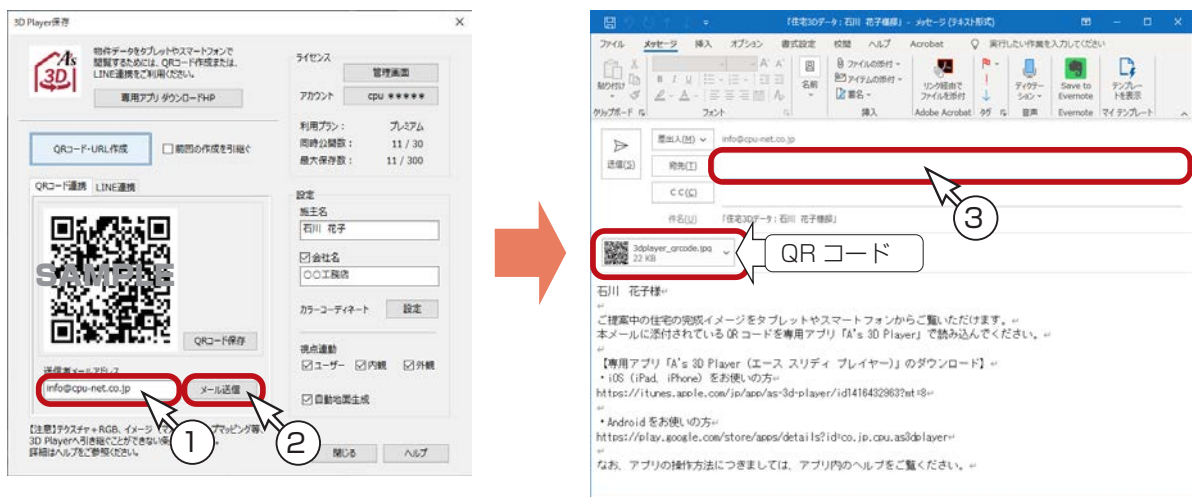 3D Player保存
A's
3D
物件データをタブレットやスマートフォンで
閲覧するためには、QRコード作成または、
LINE連携をご利用ください。
専用アプリ ダウンロードHP
QRコード・URL作成
前回の作成を引継ぐ
QRコード連携 LINE連携
SAMPLE
QRコード保存
送信者メールアドレス
info@cpu-net.co.jp
メール送信
①
②
【注意】テクスチャ+RGB、イメージ
プマッピング等、
3D Playerへ引き継ぐことができない
詳細はヘルプをご参照ください。
ライセンス
管理画面
アカウント cpu *****
利用プラン: プレミアム
同時公開数: 11 / 30
最大保存数: 11 / 300
設定
施主名
石川 花子
会社名
○○工務店
カラーコーディネート 設定
視点連動
ユーザー 内観 外観
自動地面生成
閉じる ヘルプ
「住宅3Dデータ:石川 花子様邸」 - メッセージ (テキスト形式)
ファイル メッセージ 挿入 オプション 書式設定 校閲 ヘルプ Acrobat 実行したい作業を入力してください
貼り付け
B I U
名前
ファイルの添付
アイテムの添付
署名
リンク経由で
ファイルを添付
ディクテー
ション
Save to
Evernote
テンプレー
トを表示
クリップボード フォント 挿入 Adobe Acrobat タグ 音声 Evernote マイ テンプレート
送信(S)
差出人(M) info@cpu-net.co.jp
宛先(T)
CC(C)
件名(U) 「住宅3Dデータ:石川 花子様邸」
③
3dplayer_qrcode.jpg
22 KB
QR コード
石川 花子様
ご提案中の住宅の完成イメージをタブレットやスマートフォンからご覧いただけます。
本メールに添付されているQRコードを専用アプリ「A's 3D Player」で読み込んでください。
【専用アプリ「A's 3D Player(エース スリディ プレイヤー)」のダウンロード】
・iOS (iPad、iPhone) をお使いの方
https://itunes.apple.com/jp/app/as-3d-player/id1416432963?mt=8
・Android をお使いの方
https://play.google.com/store/apps/details?id=co.jp.cpu.as3dplayer
なお、アプリの操作方法につきましては、アプリ内のヘルプをご覧ください。